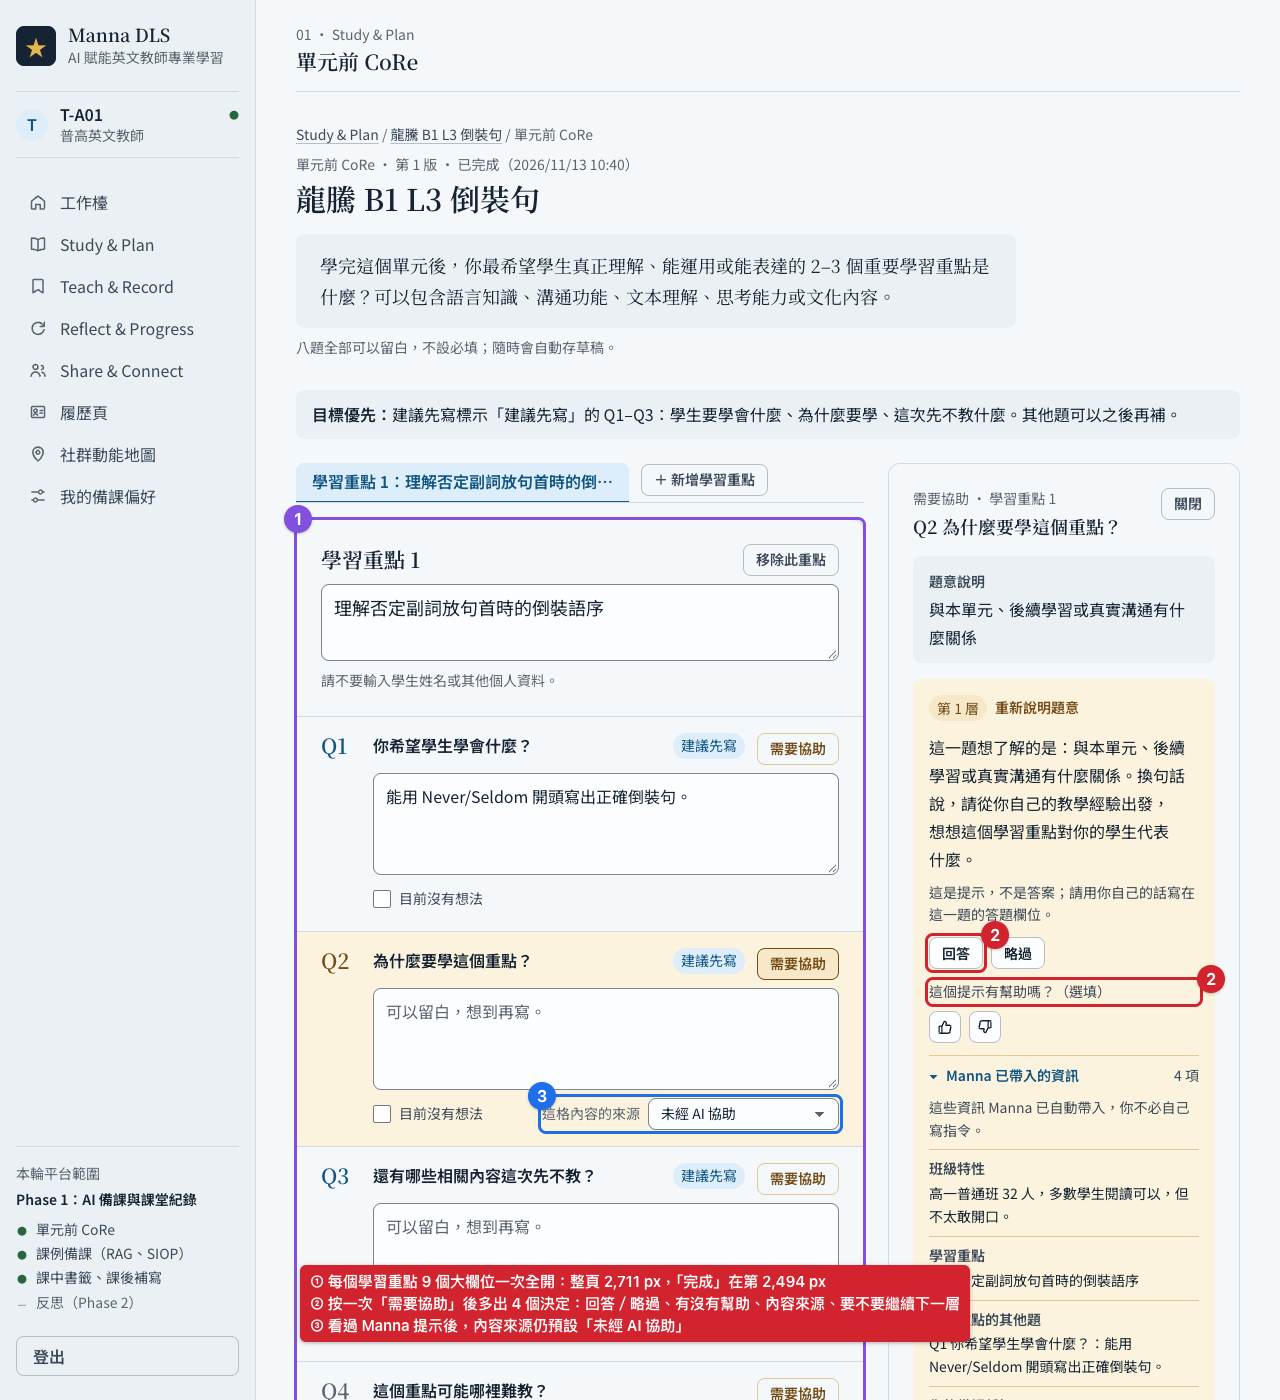 Manna DLS
AI 賦能英文教師專業學習
T
T-A01
普高英文教師
工作檯
Study & Plan
Teach & Record
Reflect & Progress
Share & Connect
履歷頁
社群動能地圖
我的備課偏好
本輪平台範圍
Phase 1：AI 備課與課堂紀錄
單元前 CoRe
課例備課（RAG、SIOP）
課中書籤、課後補寫
反思（Phase 2）
登出
01 · Study & Plan
單元前 CoRe
Study & Plan / 龍騰 B1 L3 倒裝句 / 單元前 CoRe
單元前 CoRe · 第 1 版 · 已完成（2026/11/13 10:40）
龍騰 B1 L3 倒裝句
學完這個單元後，你最希望學生真正理解、能運用或能表達的 2–3 個重要學習重點是
什麼？可以包含語言知識、溝通功能、文本理解、思考能力或文化內容。
八題全部可以留白，不設必填；隨時會自動存草稿。
目標優先：建議先寫標示「建議先寫」的 Q1–Q3：學生要學會什麼、為什麼要學、這次先不教什麼。其他題可以之後再補。
學習重點 1：理解否定副詞放句首時的倒⋯
＋ 新增學習重點
1
學習重點 1
移除此重點
理解否定副詞放句首時的倒裝語序
請不要輸入學生姓名或其他個人資料。
Q1 你希望學生學會什麼？ 建議先寫 需要協助
能用 Never/Seldom 開頭寫出正確倒裝句。
目前沒有想法
Q2 為什麼要學這個重點？ 建議先寫 需要協助
可以留白，想到再寫。
3
目前沒有想法 這格內容的來源 未經 AI 協助
Q3 還有哪些相關內容這次先不教？ 建議先寫 需要協助
可以留白，想到再寫。
① 每個學習重點 9 個大欄位一次全開：整頁 2,711 px，「完成」在第 2,494 px
② 按一次「需要協助」後多出 4 個決定：回答 / 略過、有沒有幫助、內容來源、要不要繼續下一層
③ 看過 Manna 提示後，內容來源仍預設「未經 AI 協助」
Q4 這個重點可能哪裡難教？ 需要協助
需要協助 · 學習重點 1
關閉
Q2 為什麼要學這個重點？
題意說明
與本單元、後續學習或真實溝通有什
麼關係
第 1 層 重新說明題意
這一題想了解的是：與本單元、後續
學習或真實溝通有什麼關係。換句話
說，請從你自己的教學經驗出發，
想想這個學習重點對你的學生代表
什麼。
這是提示，不是答案；請用你自己的話寫在
這一題的答題欄位。
2
回答 略過
2
這個提示有幫助嗎？（選填）
Manna 已帶入的資訊 4 項
這些資訊 Manna 已自動帶入，你不必自己
寫指令。
班級特性
高一普通班 32 人，多數學生閱讀可以，但
不太敢開口。
學習重點
定副詞放句首時的倒裝語序
點的其他題
Q1 你希望學生學會什麼？：能用
Never/Seldom 開頭寫出正確倒裝句。